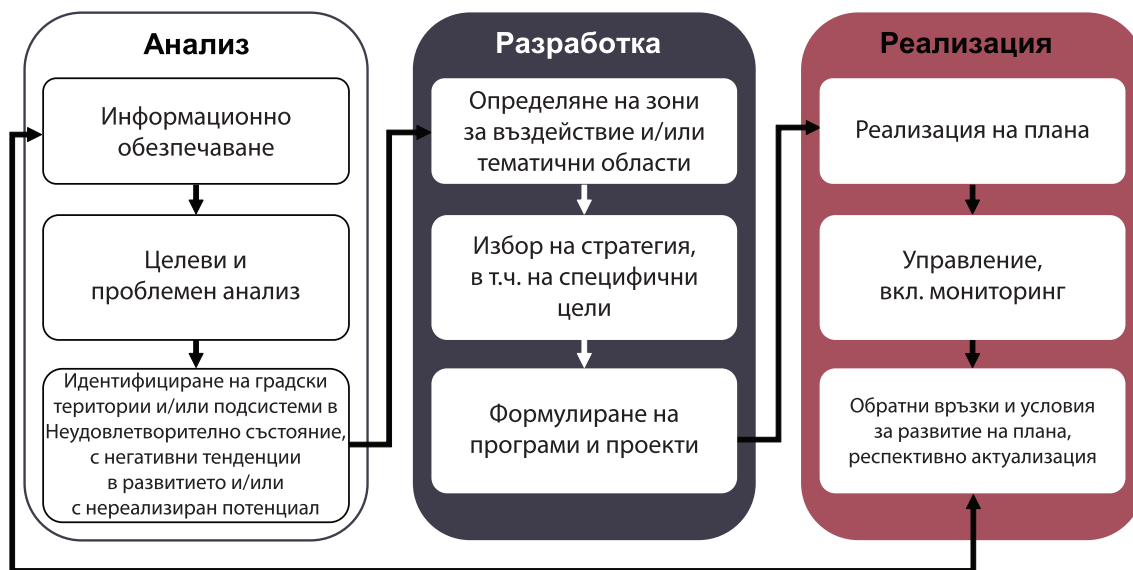 Анализ
Информационно
обезпечаване
Целеви и
проблемен анализ
Идентифициране на градски
територии и/или подсистеми в
Неудовлетворително състояние,
с негативни тенденции
в развитието и/или
с нереализиран потенциал
Разработка
Определяне на зони
за въздействие и/или
тематични области
Избор на стратегия,
в т.ч. на специфични
цели
Формулиране на
програми и проекти
Реализация
Реализация на плана
Управление,
вкл. мониторинг
Обратни връзки и условия
за развитие на плана,
респективно актуализация